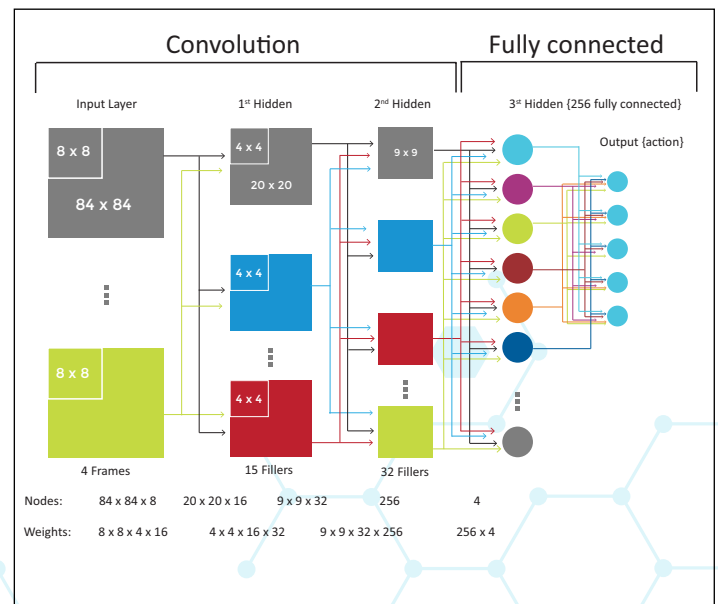 Convolution Fully connected
Input Layer 1st Hidden 2nd Hidden 3st Hidden {256 fully connected}
Output {action}
8 x 8 4 x 4 9 x 9
84 x 84 20 x 20
4 x 4
8 x 8 4 x 4
4 Frames 15 Fillers 32 Fillers
Nodes: 84 x 84 x 8 20 x 20 x 16 9 x 9 x 32 256 4
Weights: 8 x 8 x 4 x 16 4 x 4 x 16 x 32 9 x 9 x 32 x 256 256 x 4